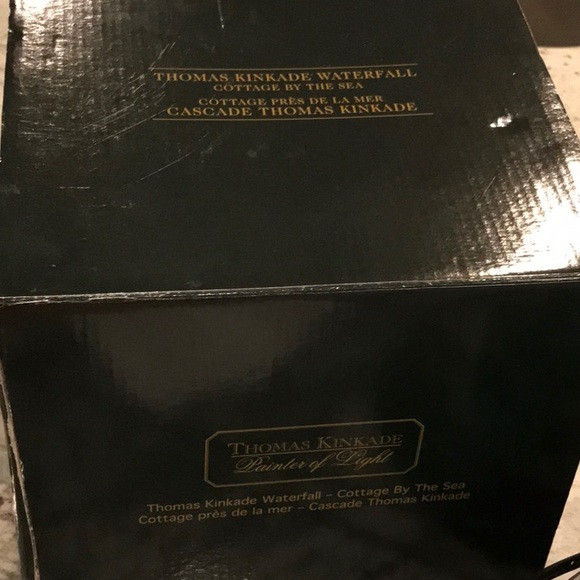 THOMAS KINKADE WATERFALL
COTTAGE BY THE SEA
COTTAGE PRÈS DE LA MER
CASCADE THOMAS KINKADE
THOMAS KINKADE
Painter of Light
Thomas Kinkade Waterfall – Cottage By The Sea
Cottage près de la mer – Cascade Thomas Kinkade